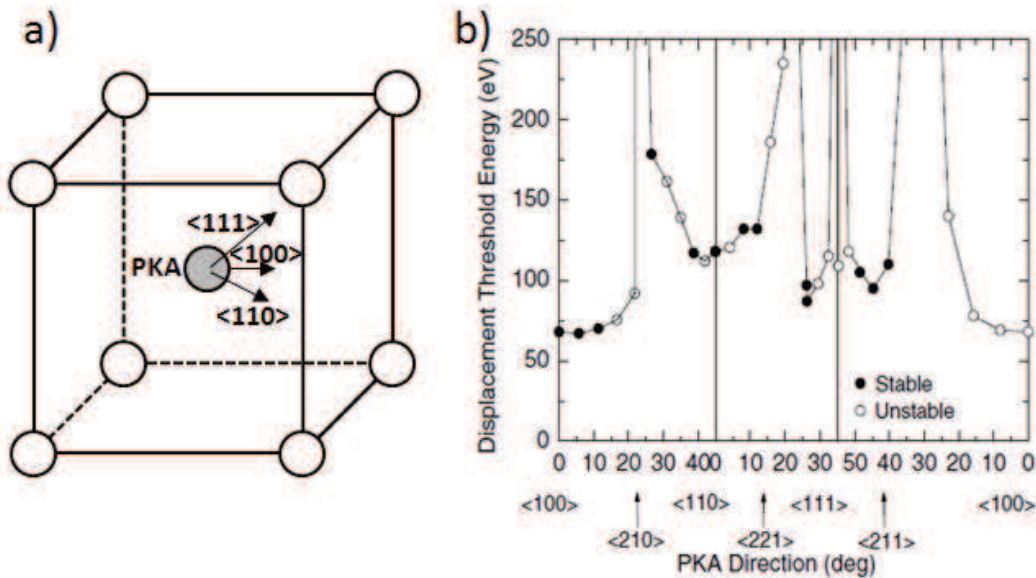 a)
<111>
<100>
PKA
<110>
b)
Displacement Threshold Energy (eV)
250
200
150
100
50
0
Stable
Unstable
0 10 20 30 400 10 20 30 50 40 30 20 10 0
<100> <110> <111> <100>
<210> <221> <211>
PKA Direction (deg)